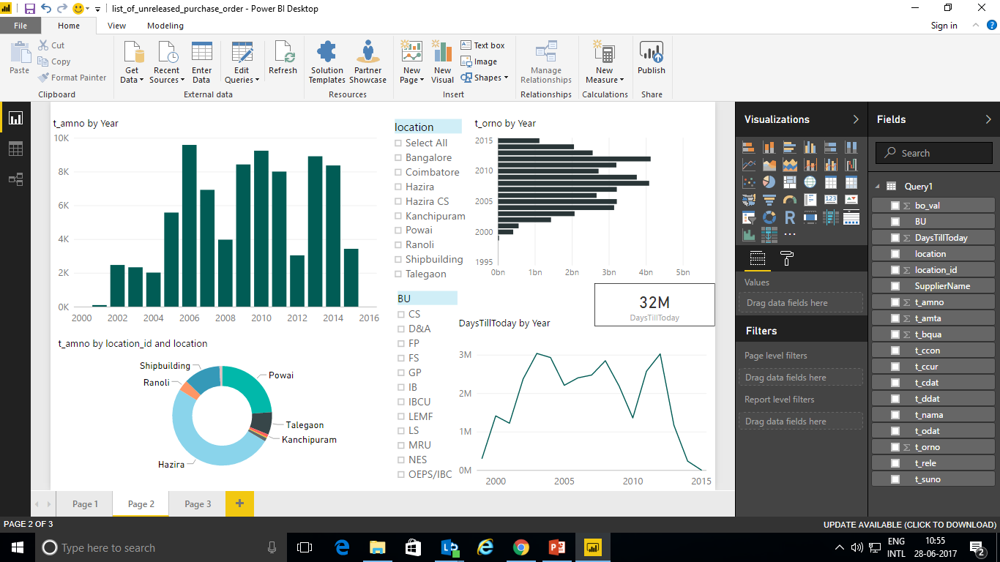 list_of_unreleased_purchase_order - Power BI Desktop
File Home View Modeling Sign in
Paste
Cut
Copy
Format Painter
Clipboard
Get Data
Recent Sources
Enter Data
Edit Queries
Refresh
External data
Solution Templates
Partner Showcase
Resources
New Page
New Visual
Text box
Image
Shapes
Insert
Manage Relationships
Relationships
New Measure
Calculations
Publish
Share
t_amno by Year
10K
8K
6K
4K
2K
0K
2000 2002 2004 2006 2008 2010 2012 2014 2016
location
Select All
Bangalore
Coimbatore
Hazira
Hazira CS
Kanchipuram
Powai
Ranoli
Shipbuilding
Talegaon
t_orno by Year
2015
2010
2005
2000
1995
0bn 1bn 2bn 3bn 4bn 5bn
32M
DaysTillToday
t_amno by location_id and location
Shipbuilding
Ranoli
Powai
Talegaon
Kanchipuram
Hazira
BU
CS
D&A
FP
FS
GP
IB
IBCU
LEMF
LS
MRU
NES
OEPS/IBC
DaysTillToday by Year
3M
2M
1M
0M
2000 2005 2010 2015
Visualizations
R
123
Values
Drag data fields here
Filters
Page level filters
Drag data fields here
Report level filters
Drag data fields here
Fields
Search
Query1
Σ bo_val
BU
Σ DaysTillToday
location
Σ location_id
SupplierName
Σ t_amno
Σ t_amta
Σ t_bqua
t_ccon
t_ccur
t_cdat
t_ddat
t_nama
t_odat
Σ t_orno
t_rele
t_suno
Page 1 Page 2 Page 3
PAGE 2 OF 3
UPDATE AVAILABLE (CLICK TO DOWNLOAD)
Type here to search
ENG
INTL
10:55
28-06-2017
2